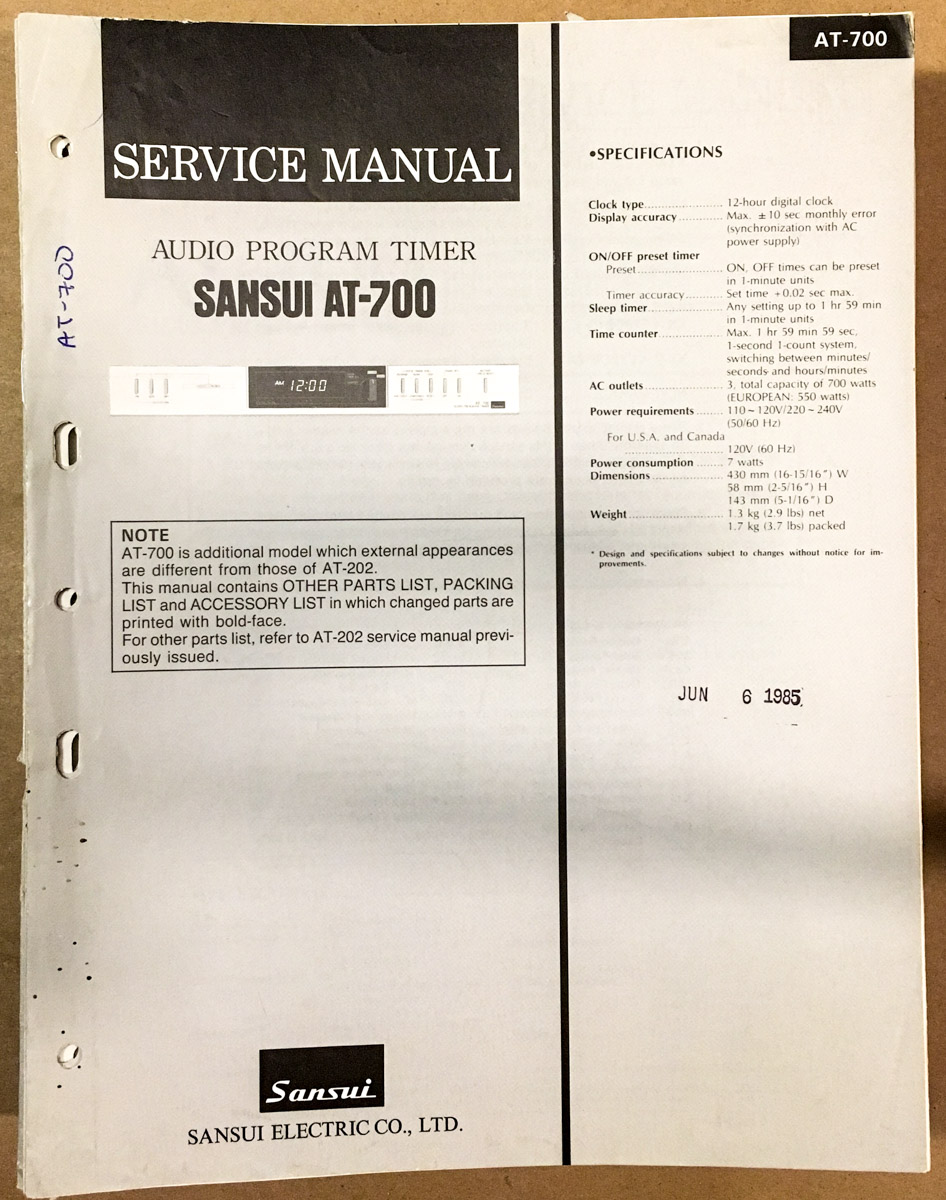 AT-700
SERVICE MANUAL
AUDIO PROGRAM TIMER
SANSUI AT-700
AT-700
AM 12:00
NOTE
AT-700 is additional model which external appearances
are different from those of AT-202.
This manual contains OTHER PARTS LIST, PACKING
LIST and ACCESSORY LIST in which changed parts are
printed with bold-face.
For other parts list, refer to AT-202 service manual previ-
ously issued.
Sansui
SANSUI ELECTRIC CO., LTD.
•SPECIFICATIONS
Clock type ........................ 12-hour digital clock
Display accuracy ............. Max. ±10 sec monthly error
(synchronization with AC
power supply)
ON/OFF preset timer
Preset .......................... ON, OFF times can be preset
in 1-minute units
Timer accuracy ........... Set time +0.02 sec max.
Sleep timer ...................... Any setting up to 1 hr 59 min
in 1-minute units
Time counter ................... Max. 1 hr 59 min 59 sec,
1-second 1-count system,
switching between minutes/
seconds and hours/minutes
AC outlets ........................ 3, total capacity of 700 watts
(EUROPEAN: 550 watts)
Power requirements ........ 110~120V/220~240V
(50/60 Hz)
For U.S.A. and Canada
............................. 120V (60 Hz)
Power consumption ........ 7 watts
Dimensions ..................... 430 mm (16-15/16") W
58 mm (2-5/16") H
143 mm (5-1/16") D
Weight ............................ 1.3 kg (2.9 lbs) net
1.7 kg (3.7 lbs) packed
* Design and specifications subject to changes without notice for im-
provements.
JUN 6 1985